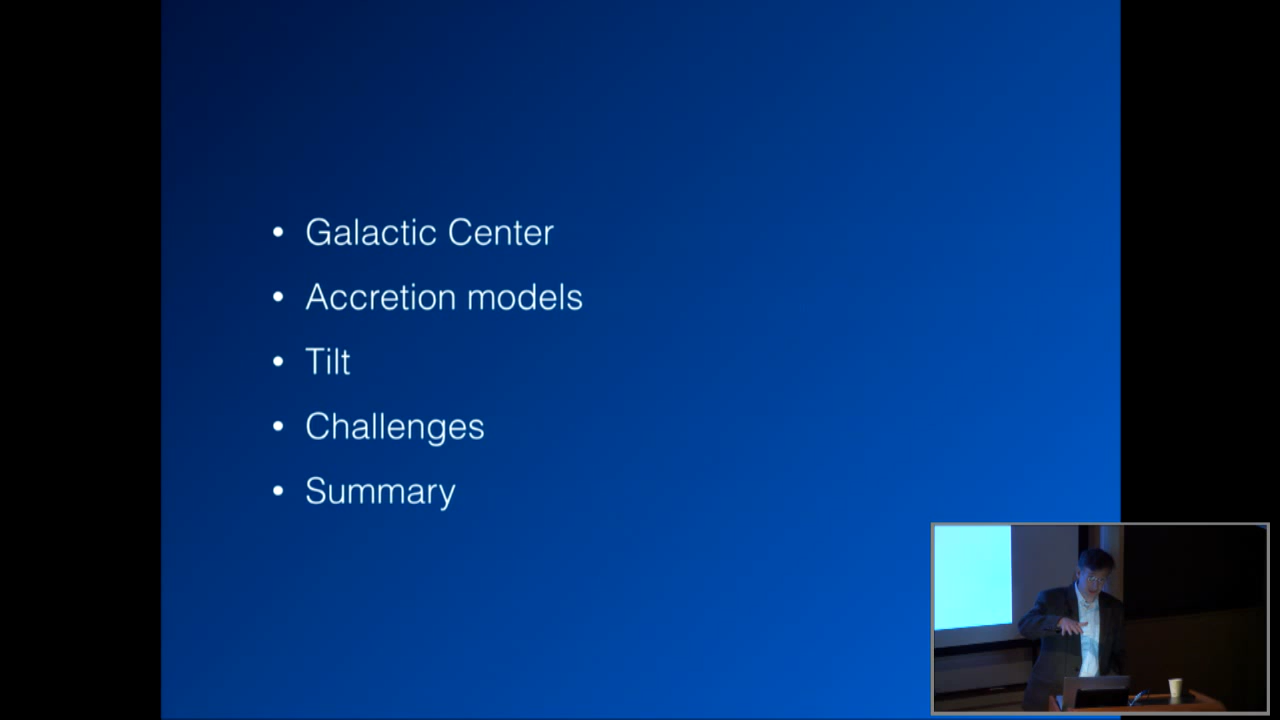 • Galactic Center
• Accretion models
• Tilt
• Challenges
• Summary